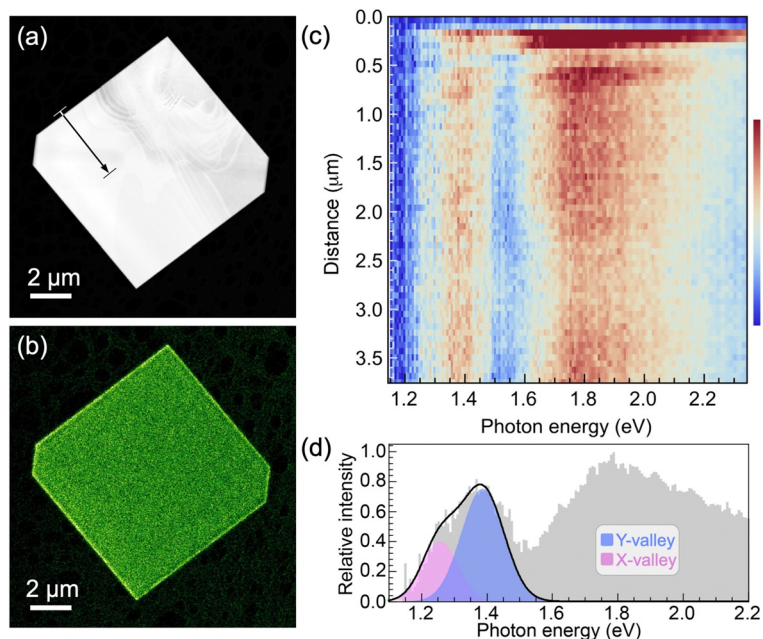 (a)
2 μm
(b)
2 μm
(c)
0.0
0.5
1.0
1.5
2.0
2.5
3.0
3.5
Distance (μm)
1.2 1.4 1.6 1.8 2.0 2.2
Photon energy (eV)
(d)
1.0
0.8
0.6
0.4
0.2
0.0
Relative intensity
Y-valley
X-valley
1.2 1.4 1.6 1.8 2.0 2.2
Photon energy (eV)